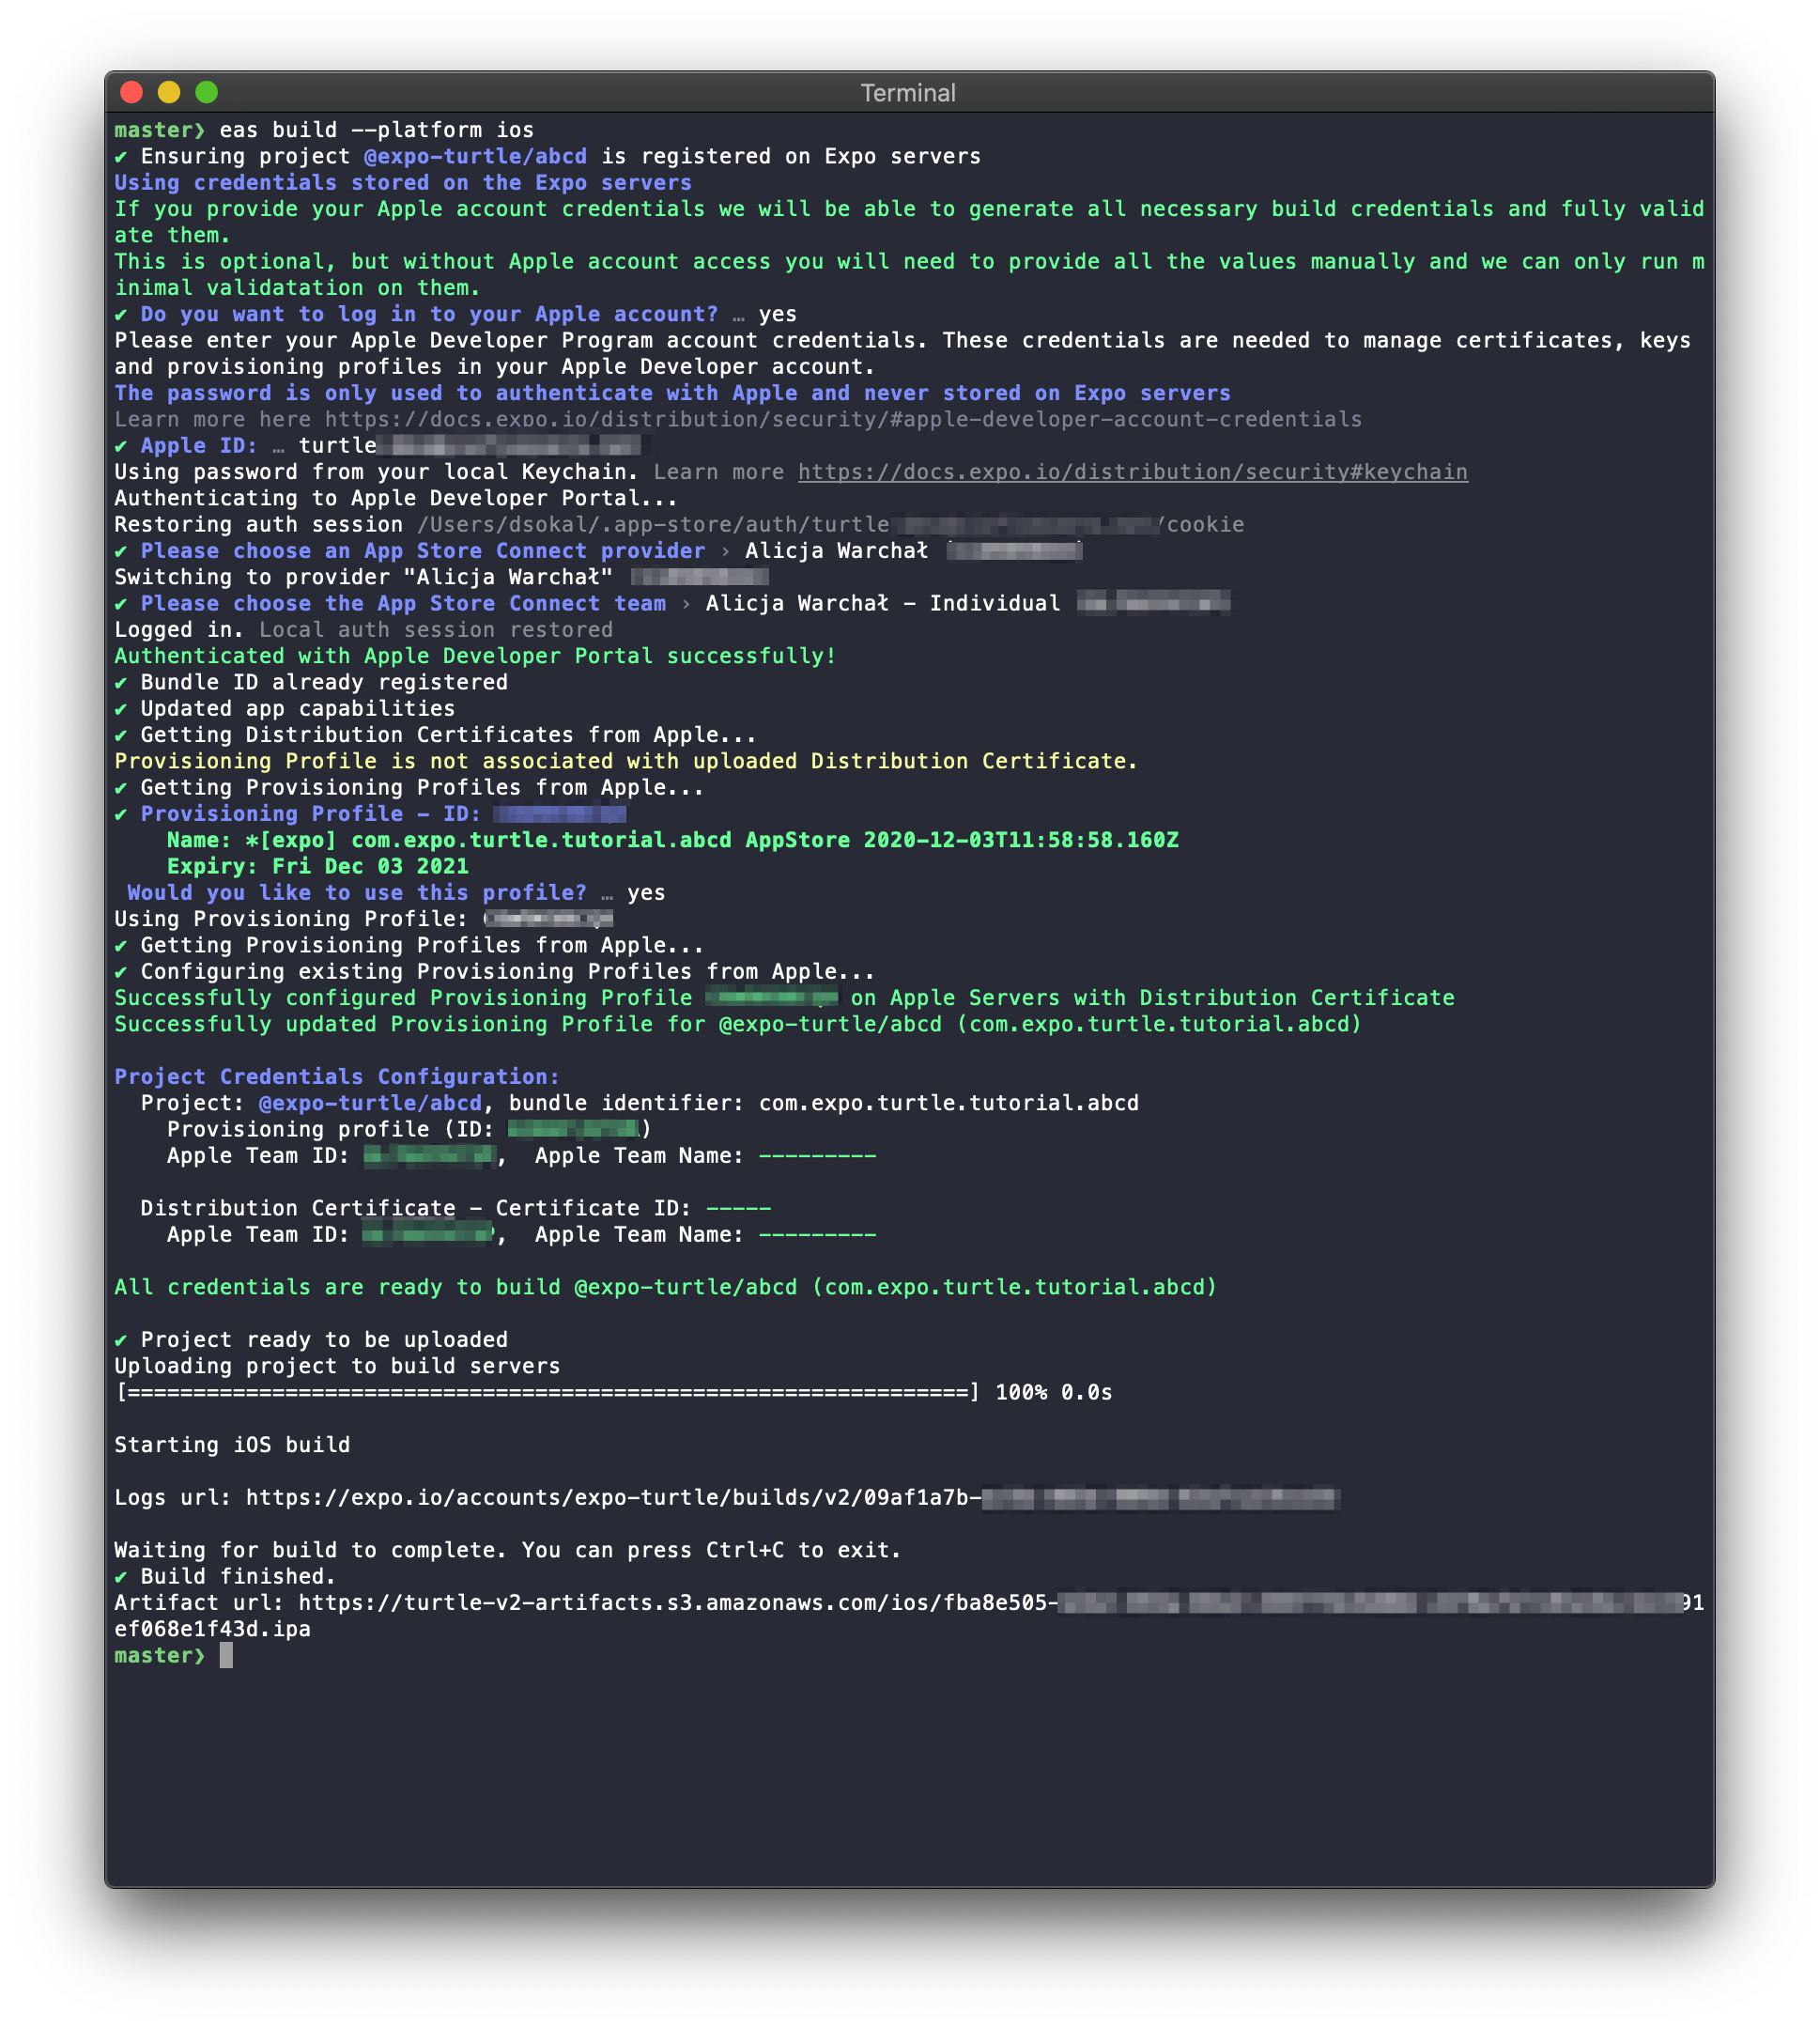 Terminal
master❯ eas build --platform ios
✔ Ensuring project @expo-turtle/abcd is registered on Expo servers
Using credentials stored on the Expo servers
If you provide your Apple account credentials we will be able to generate all necessary build credentials and fully valid
ate them.
This is optional, but without Apple account access you will need to provide all the values manually and we can only run m
inimal validatation on them.
✔ Do you want to log in to your Apple account? … yes
Please enter your Apple Developer Program account credentials. These credentials are needed to manage certificates, keys
and provisioning profiles in your Apple Developer account.
The password is only used to authenticate with Apple and never stored on Expo servers
Learn more here https://docs.expo.io/distribution/security/#apple-developer-account-credentials
✔ Apple ID: … turtle
Using password from your local Keychain. Learn more https://docs.expo.io/distribution/security#keychain
Authenticating to Apple Developer Portal...
Restoring auth session /Users/dsokal/.app-store/auth/turtle /cookie
✔ Please choose an App Store Connect provider › Alicja Warchał
Switching to provider "Alicja Warchał"
✔ Please choose the App Store Connect team › Alicja Warchał - Individual
Logged in. Local auth session restored
Authenticated with Apple Developer Portal successfully!
✔ Bundle ID already registered
✔ Updated app capabilities
✔ Getting Distribution Certificates from Apple...
Provisioning Profile is not associated with uploaded Distribution Certificate.
✔ Getting Provisioning Profiles from Apple...
✔ Provisioning Profile - ID:
Name: *[expo] com.expo.turtle.tutorial.abcd AppStore 2020-12-03T11:58:58.160Z
Expiry: Fri Dec 03 2021
Would you like to use this profile? … yes
Using Provisioning Profile:
✔ Getting Provisioning Profiles from Apple...
✔ Configuring existing Provisioning Profiles from Apple...
Successfully configured Provisioning Profile on Apple Servers with Distribution Certificate
Successfully updated Provisioning Profile for @expo-turtle/abcd (com.expo.turtle.tutorial.abcd)
Project Credentials Configuration:
Project: @expo-turtle/abcd, bundle identifier: com.expo.turtle.tutorial.abcd
Provisioning profile (ID: )
Apple Team ID: , Apple Team Name: ---------
Distribution Certificate - Certificate ID: -----
Apple Team ID: , Apple Team Name: ---------
All credentials are ready to build @expo-turtle/abcd (com.expo.turtle.tutorial.abcd)
✔ Project ready to be uploaded
Uploading project to build servers
[================================================================] 100% 0.0s
Starting iOS build
Logs url: https://expo.io/accounts/expo-turtle/builds/v2/09af1a7b-
Waiting for build to complete. You can press Ctrl+C to exit.
✔ Build finished.
Artifact url: https://turtle-v2-artifacts.s3.amazonaws.com/ios/fba8e505- 91
ef068e1f43d.ipa
master❯